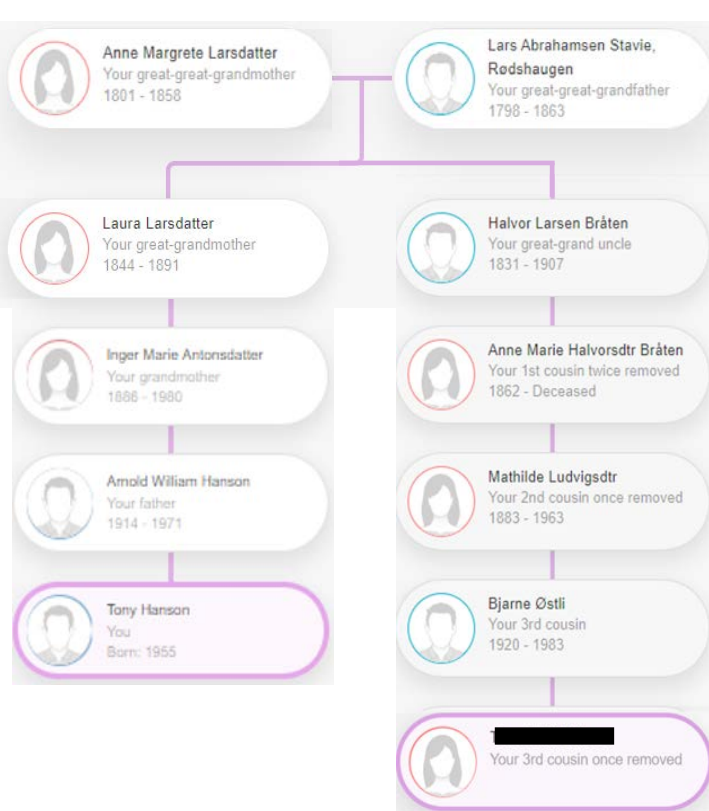 Anne Margrete Larsdatter
Your great-great-grandmother
1801 - 1858
Lars Abrahamsen Stavie,
Rødshaugen
Your great-great-grandfather
1798 - 1863
Laura Larsdatter
Your great-grandmother
1844 - 1891
Halvor Larsen Bråten
Your great-grand uncle
1831 - 1907
Inger Marie Antonsdatter
Your grandmother
1886 - 1980
Anne Marie Halvorsdtr Bråten
Your 1st cousin twice removed
1862 - Deceased
Arnold William Hanson
Your father
1914 - 1971
Mathilde Ludvigsdtr
Your 2nd cousin once removed
1883 - 1963
Tony Hanson
You
Born: 1955
Bjarne Østli
Your 3rd cousin
1920 - 1983
Your 3rd cousin once removed